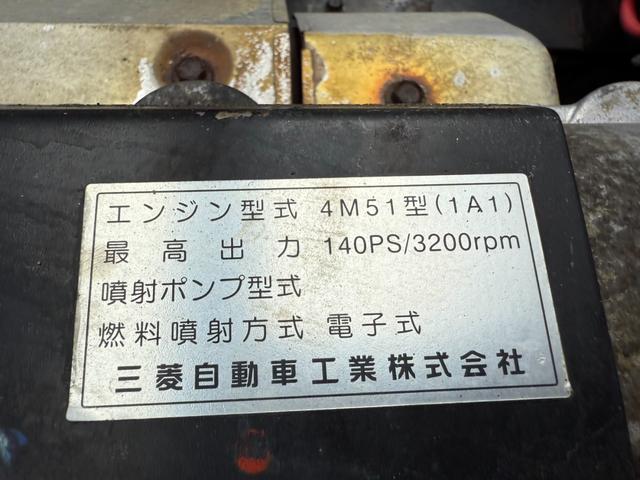 エンジン型式 4M51型(1A1)
最高出力 140PS/3200rpm
噴射ポンプ型式
燃料噴射方式 電子式
三菱自動車工業株式会社